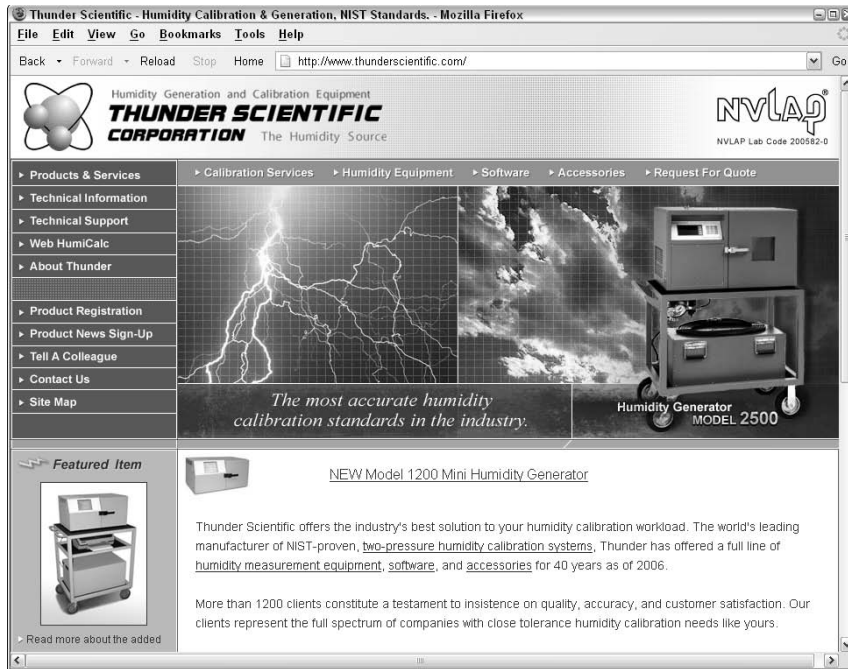 Thunder Scientific - Humidity Calibration & Generation, NIST Standards. - Mozilla Firefox
File Edit View Go Bookmarks Tools Help
Back Forward Reload Stop Home http://www.thunderscientific.com/ Go
Humidity Generation and Calibration Equipment
THUNDER SCIENTIFIC
CORPORATION The Humidity Source
NVLAP®
NVLAP Lab Code 200582-0
Calibration Services Humidity Equipment Software Accessories Request For Quote
Products & Services
Technical Information
Technical Support
Web HumiCalc
About Thunder
Product Registration
Product News Sign-Up
Tell A Colleague
Contact Us
Site Map
The most accurate humidity
calibration standards in the industry.
Humidity Generator
MODEL 2500
Featured Item
Read more about the added
NEW Model 1200 Mini Humidity Generator
Thunder Scientific offers the industry's best solution to your humidity calibration workload. The world's leading
manufacturer of NIST-proven, two-pressure humidity calibration systems, Thunder has offered a full line of
humidity measurement equipment, software, and accessories for 40 years as of 2006.
More than 1200 clients constitute a testament to insistence on quality, accuracy, and customer satisfaction. Our
clients represent the full spectrum of companies with close tolerance humidity calibration needs like yours.